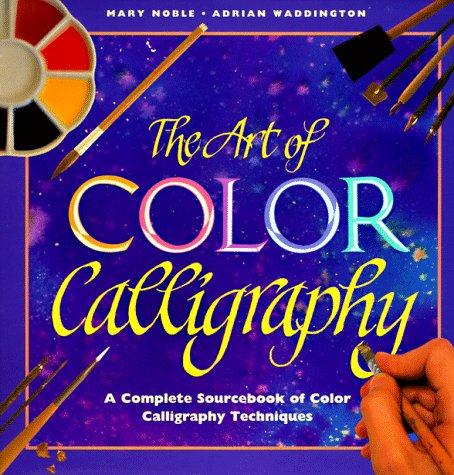 MARY NOBLE • ADRIAN WADDINGTON
The Art of
COLOR
Calligraphy
A Complete Sourcebook of Color
Calligraphy Techniques